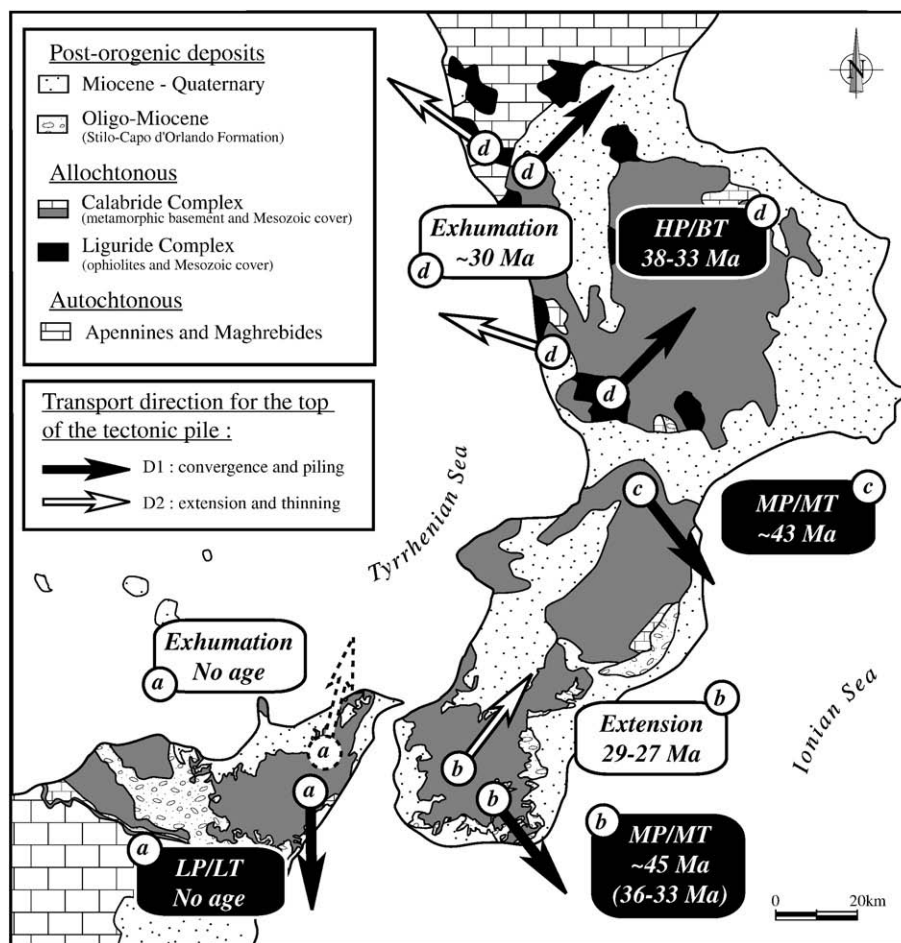 Post-orogenic deposits
Miocene - Quaternary
Oligo-Miocene
(Stilo-Capo d'Orlando Formation)
Allochtonous
Calabride Complex
(metamorphic basement and Mesozoic cover)
Liguride Complex
(ophiolites and Mesozoic cover)
Autochtonous
Apennines and Maghrebides
Transport direction for the top
of the tectonic pile :
D1 : convergence and piling
D2 : extension and thinning
N
d
d
Exhumation
~30 Ma
d
HP/BT
38-33 Ma
d
d
d
Tyrrhenian Sea
c
MP/MT
~43 Ma
c
Exhumation
No age
a
a
a
LP/LT
No age
a
b
Extension
29-27 Ma
b
b
MP/MT
~45 Ma
(36-33 Ma)
b
Ionian Sea
0 20km